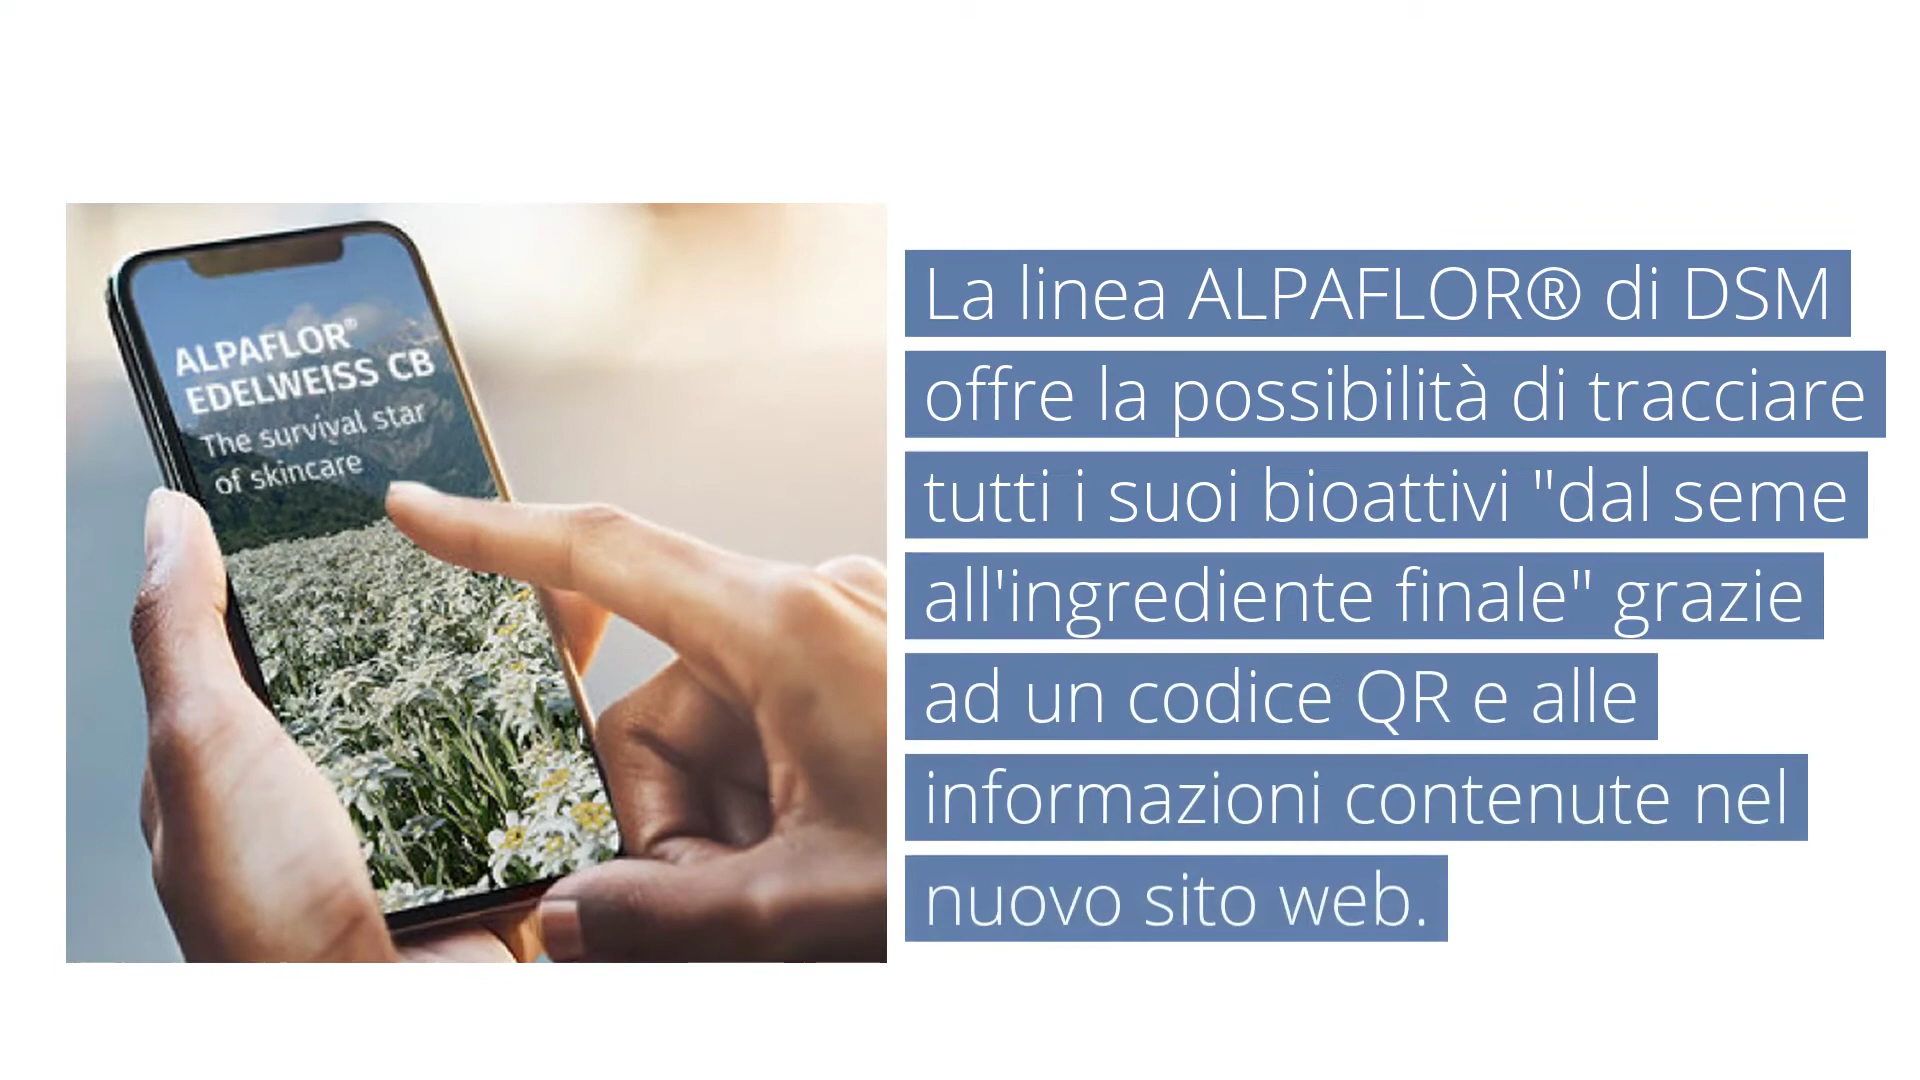 ALPAFLOR®
EDELWEISS CB
The survival star
of skincare
La linea ALPAFLOR® di DSM
offre la possibilità di tracciare
tutti i suoi bioattivi "dal seme
all'ingrediente finale" grazie
ad un codice QR e alle
informazioni contenute nel
nuovo sito web.